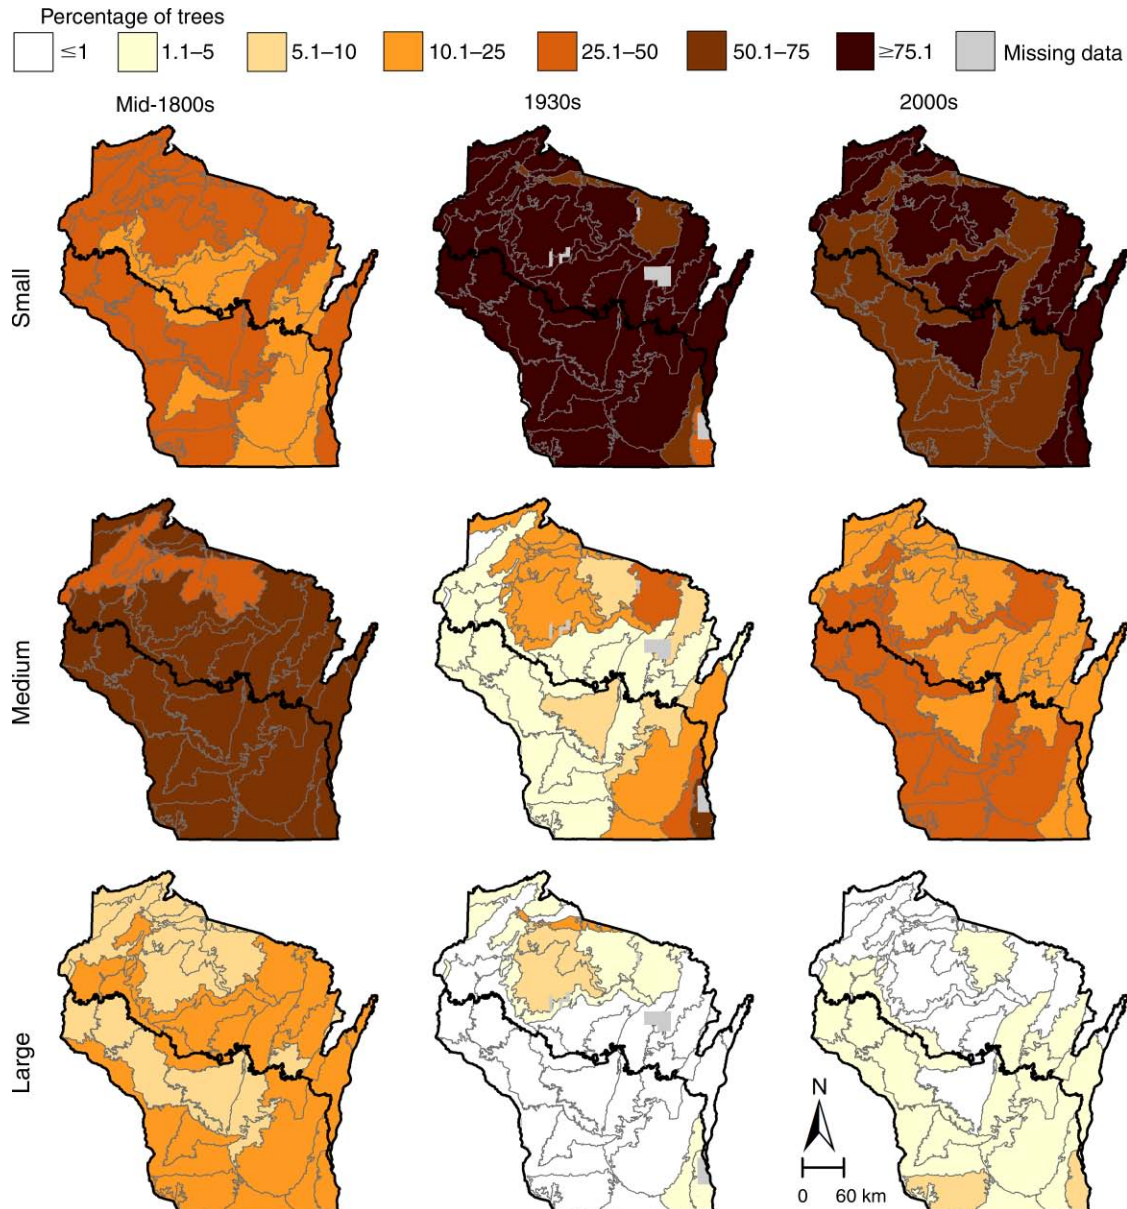 Percentage of trees
≤1 1.1–5 5.1–10 10.1–25 25.1–50 50.1–75 ≥75.1 Missing data
Mid-1800s 1930s 2000s
Small
Medium
Large
N
0 60 km